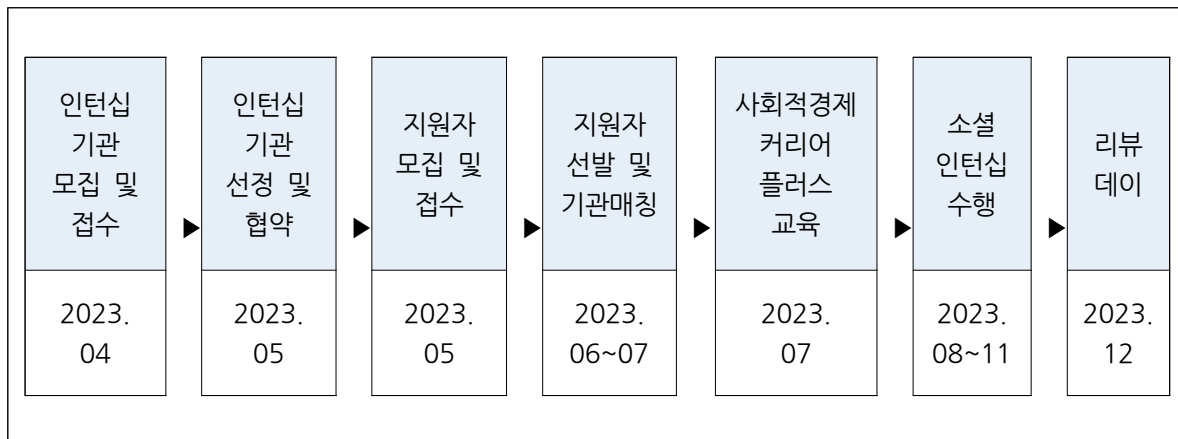 인턴십
기관
모집 및
접수
2023.
04
▶
인턴십
기관
선정 및
협약
2023.
05
▶
지원자
모집 및
접수
2023.
05
▶
지원자
선발 및
기관매칭
2023.
06~07
▶
사회적경제
커리어
플러스
교육
2023.
07
▶
소셜
인턴십
수행
2023.
08~11
▶
리뷰
데이
2023.
12